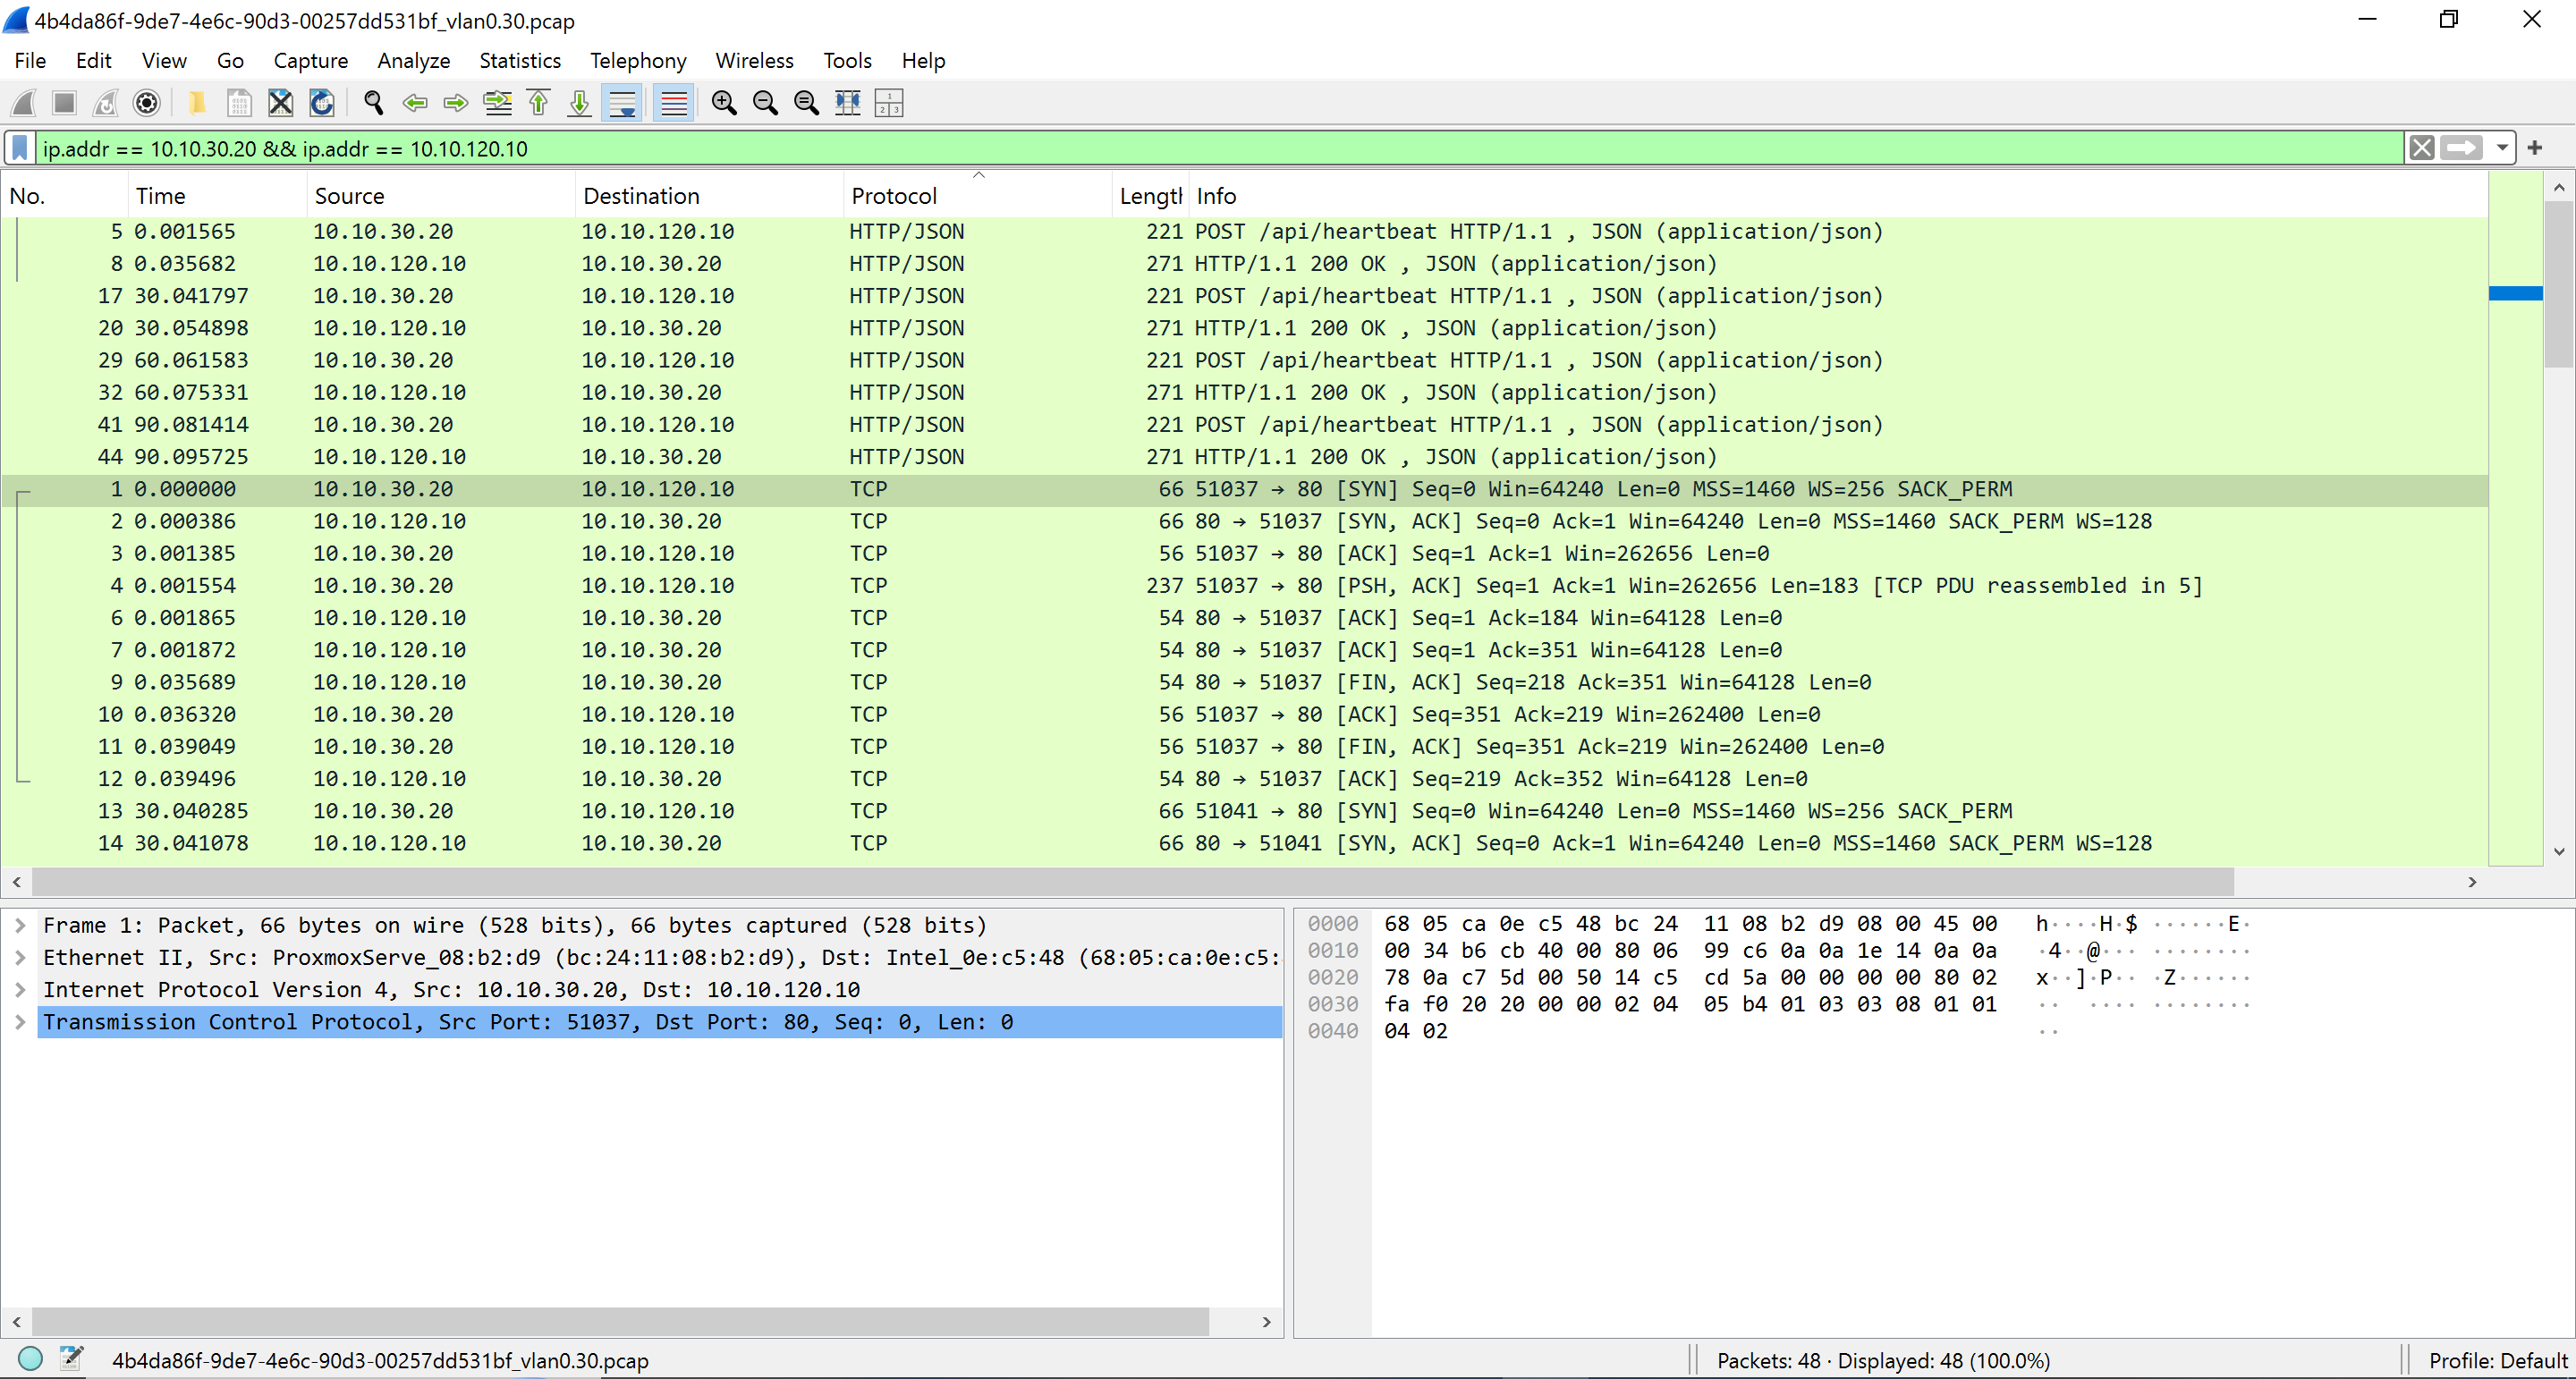 4b4da86f-9de7-4e6c-90d3-00257dd531bf_vlan0.30.pcap
File Edit View Go Capture Analyze Statistics Telephony Wireless Tools Help
ip.addr == 10.10.30.20 && ip.addr == 10.10.120.10
No. Time Source Destination Protocol Length Info
5 0.001565 10.10.30.20 10.10.120.10 HTTP/JSON 221 POST /api/heartbeat HTTP/1.1 , JSON (application/json)
8 0.035682 10.10.120.10 10.10.30.20 HTTP/JSON 271 HTTP/1.1 200 OK , JSON (application/json)
17 30.041797 10.10.30.20 10.10.120.10 HTTP/JSON 221 POST /api/heartbeat HTTP/1.1 , JSON (application/json)
20 30.054898 10.10.120.10 10.10.30.20 HTTP/JSON 271 HTTP/1.1 200 OK , JSON (application/json)
29 60.061583 10.10.30.20 10.10.120.10 HTTP/JSON 221 POST /api/heartbeat HTTP/1.1 , JSON (application/json)
32 60.075331 10.10.120.10 10.10.30.20 HTTP/JSON 271 HTTP/1.1 200 OK , JSON (application/json)
41 90.081414 10.10.30.20 10.10.120.10 HTTP/JSON 221 POST /api/heartbeat HTTP/1.1 , JSON (application/json)
44 90.095725 10.10.120.10 10.10.30.20 HTTP/JSON 271 HTTP/1.1 200 OK , JSON (application/json)
1 0.000000 10.10.30.20 10.10.120.10 TCP 66 51037 → 80 [SYN] Seq=0 Win=64240 Len=0 MSS=1460 WS=256 SACK_PERM
2 0.000386 10.10.120.10 10.10.30.20 TCP 66 80 → 51037 [SYN, ACK] Seq=0 Ack=1 Win=64240 Len=0 MSS=1460 SACK_PERM WS=128
3 0.001385 10.10.30.20 10.10.120.10 TCP 56 51037 → 80 [ACK] Seq=1 Ack=1 Win=262656 Len=0
4 0.001554 10.10.30.20 10.10.120.10 TCP 237 51037 → 80 [PSH, ACK] Seq=1 Ack=1 Win=262656 Len=183 [TCP PDU reassembled in 5]
6 0.001865 10.10.120.10 10.10.30.20 TCP 54 80 → 51037 [ACK] Seq=1 Ack=184 Win=64128 Len=0
7 0.001872 10.10.120.10 10.10.30.20 TCP 54 80 → 51037 [ACK] Seq=1 Ack=351 Win=64128 Len=0
9 0.035689 10.10.120.10 10.10.30.20 TCP 54 80 → 51037 [FIN, ACK] Seq=218 Ack=351 Win=64128 Len=0
10 0.036320 10.10.30.20 10.10.120.10 TCP 56 51037 → 80 [ACK] Seq=351 Ack=219 Win=262400 Len=0
11 0.039049 10.10.30.20 10.10.120.10 TCP 56 51037 → 80 [FIN, ACK] Seq=351 Ack=219 Win=262400 Len=0
12 0.039496 10.10.120.10 10.10.30.20 TCP 54 80 → 51037 [ACK] Seq=219 Ack=352 Win=64128 Len=0
13 30.040285 10.10.30.20 10.10.120.10 TCP 66 51041 → 80 [SYN] Seq=0 Win=64240 Len=0 MSS=1460 WS=256 SACK_PERM
14 30.041078 10.10.120.10 10.10.30.20 TCP 66 80 → 51041 [SYN, ACK] Seq=0 Ack=1 Win=64240 Len=0 MSS=1460 SACK_PERM WS=128
Frame 1: Packet, 66 bytes on wire (528 bits), 66 bytes captured (528 bits)
Ethernet II, Src: ProxmoxServe_08:b2:d9 (bc:24:11:08:b2:d9), Dst: Intel_0e:c5:48 (68:05:ca:0e:c5:
Internet Protocol Version 4, Src: 10.10.30.20, Dst: 10.10.120.10
Transmission Control Protocol, Src Port: 51037, Dst Port: 80, Seq: 0, Len: 0
0000 68 05 ca 0e c5 48 bc 24 11 08 b2 d9 08 00 45 00 h····H·$ ······E·
0010 00 34 b6 cb 40 00 80 06 99 c6 0a 0a 1e 14 0a 0a ·4··@··· ········
0020 78 0a c7 5d 00 50 14 c5 cd 5a 00 00 00 00 80 02 x··]·P·· ·Z······
0030 fa f0 20 20 00 00 02 04 05 b4 01 03 03 08 01 01 ··  ···· ········
0040 04 02 ··
4b4da86f-9de7-4e6c-90d3-00257dd531bf_vlan0.30.pcap
Packets: 48 · Displayed: 48 (100.0%)
Profile: Default